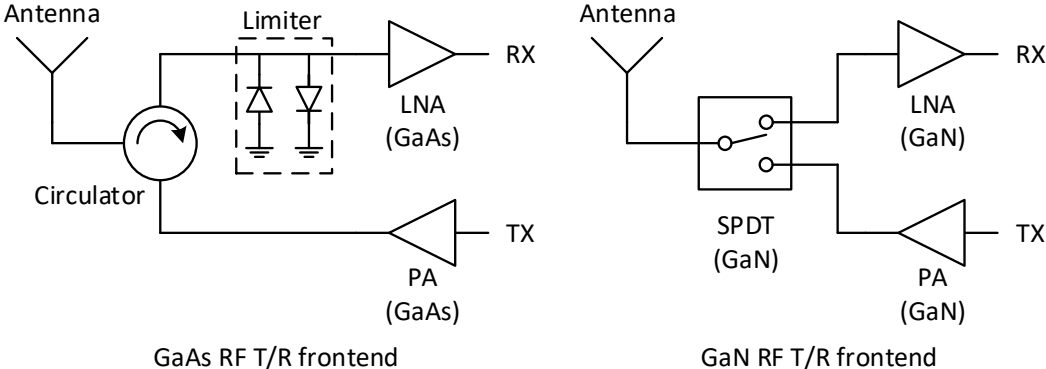 Antenna
Limiter
RX
LNA
(GaAs)
Circulator
TX
PA
(GaAs)
GaAs RF T/R frontend
Antenna
RX
LNA
(GaN)
SPDT
(GaN)
TX
PA
(GaN)
GaN RF T/R frontend